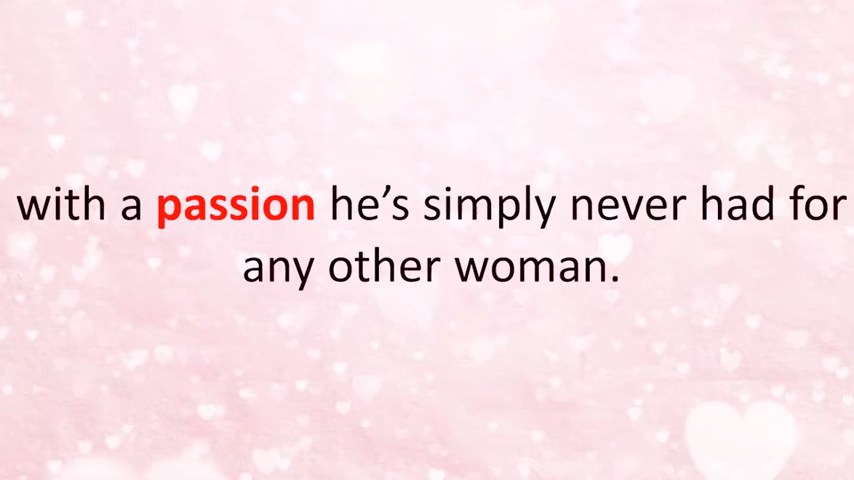 with a passion he’s simply never had for
any other woman.